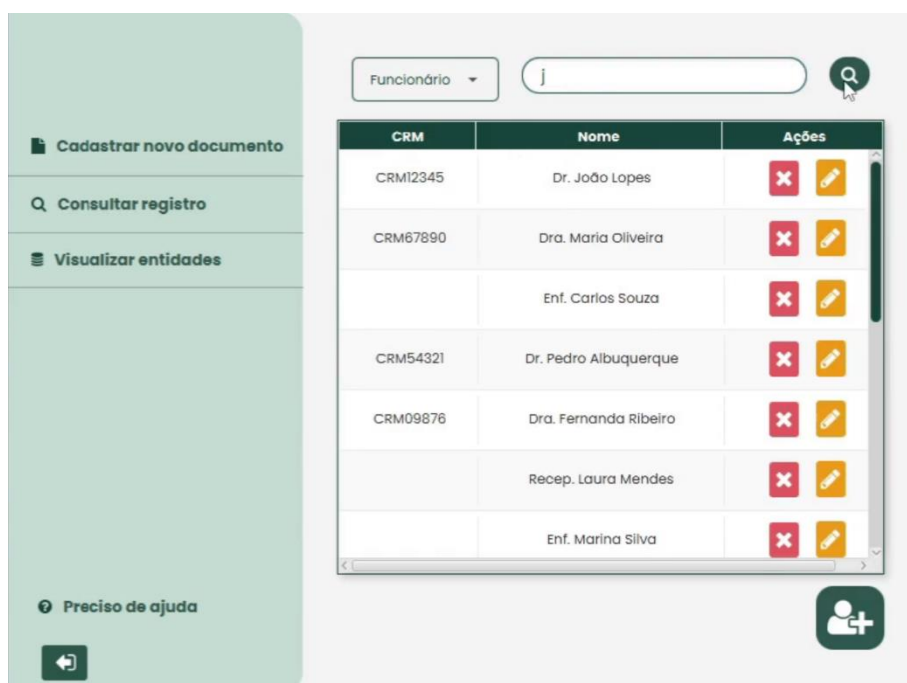 Cadastrar novo documento
Consultar registro
Visualizar entidades
Preciso de ajuda
Funcionário
j
CRM Nome Ações
CRM12345 Dr. João Lopes
CRM67890 Dra. Maria Oliveira
Enf. Carlos Souza
CRM54321 Dr. Pedro Albuquerque
CRM09876 Dra. Fernanda Ribeiro
Recep. Laura Mendes
Enf. Marina Silva